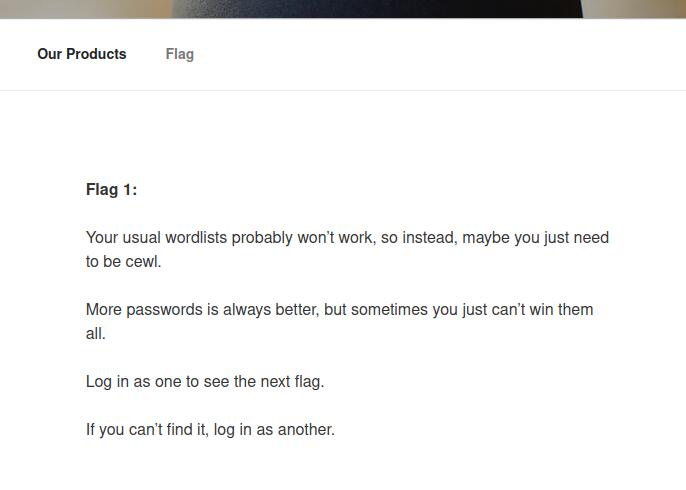 Our Products Flag
Flag 1:
Your usual wordlists probably won’t work, so instead, maybe you just need
to be cewl.
More passwords is always better, but sometimes you just can’t win them
all.
Log in as one to see the next flag.
If you can’t find it, log in as another.